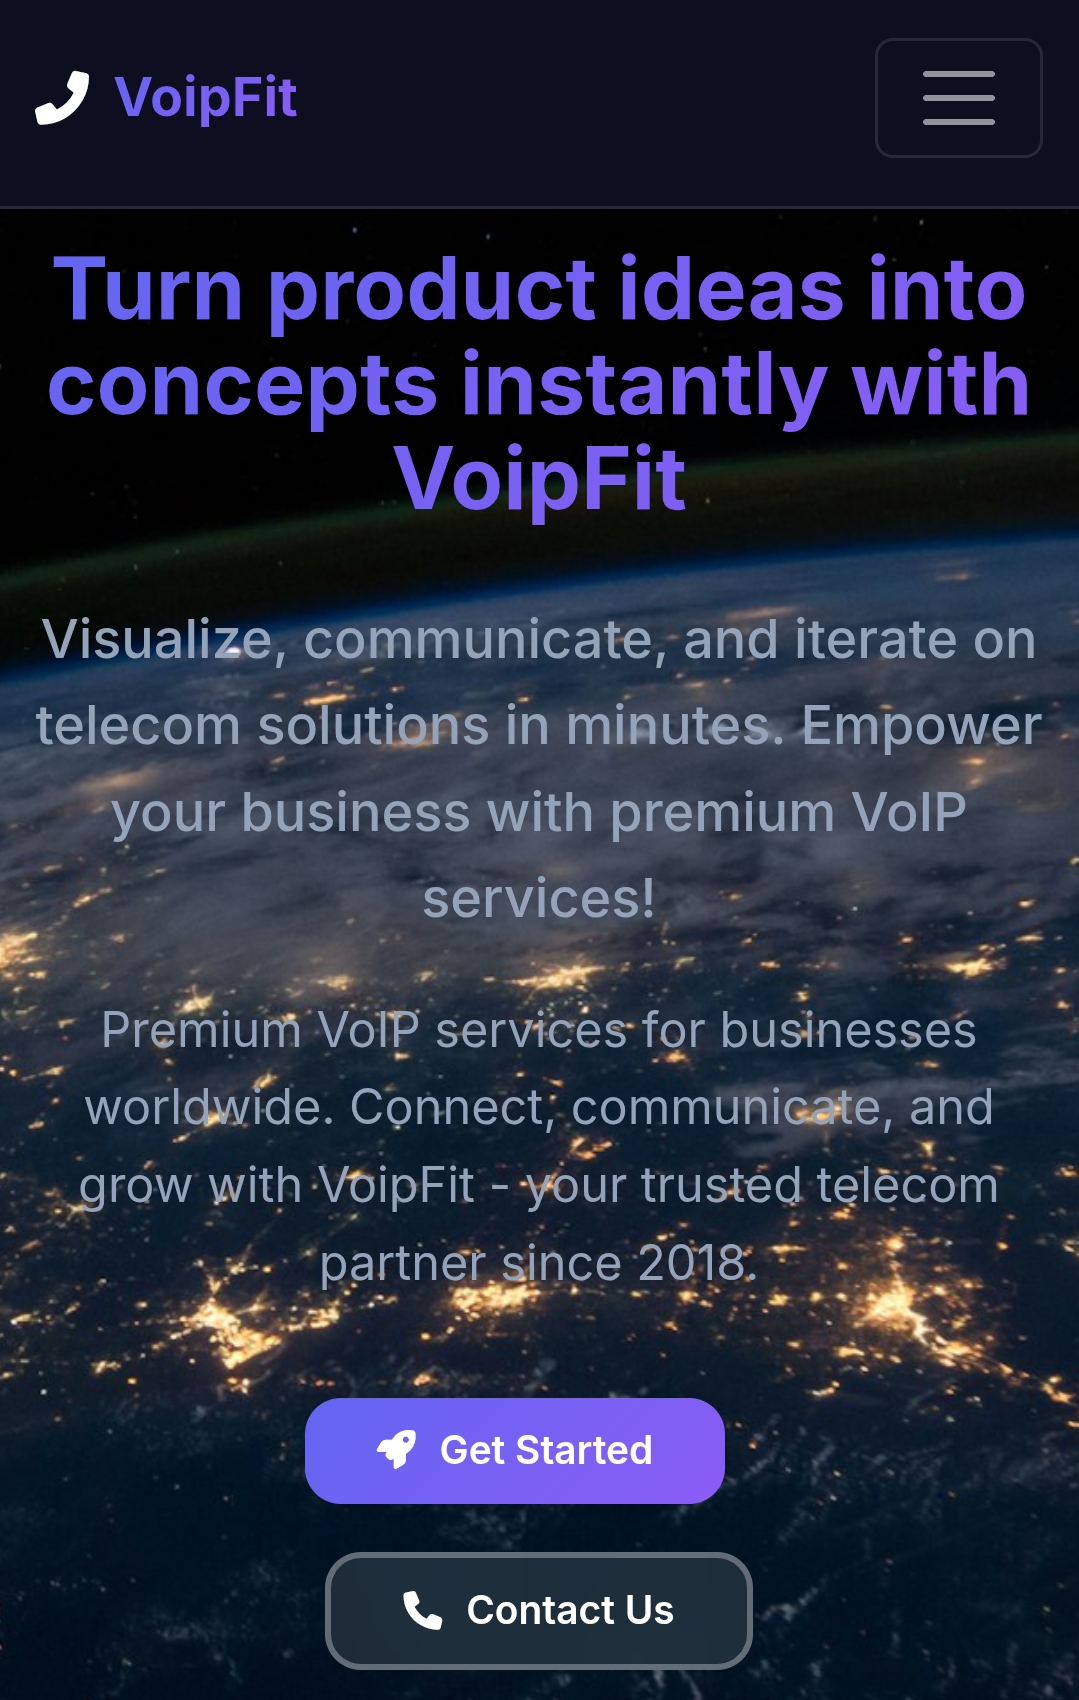 VoipFit
Turn product ideas into
concepts instantly with
VoipFit
Visualize, communicate, and iterate on
telecom solutions in minutes. Empower
your business with premium VoIP
services!
Premium VoIP services for businesses
worldwide. Connect, communicate, and
grow with VoipFit - your trusted telecom
partner since 2018.
Get Started
Contact Us